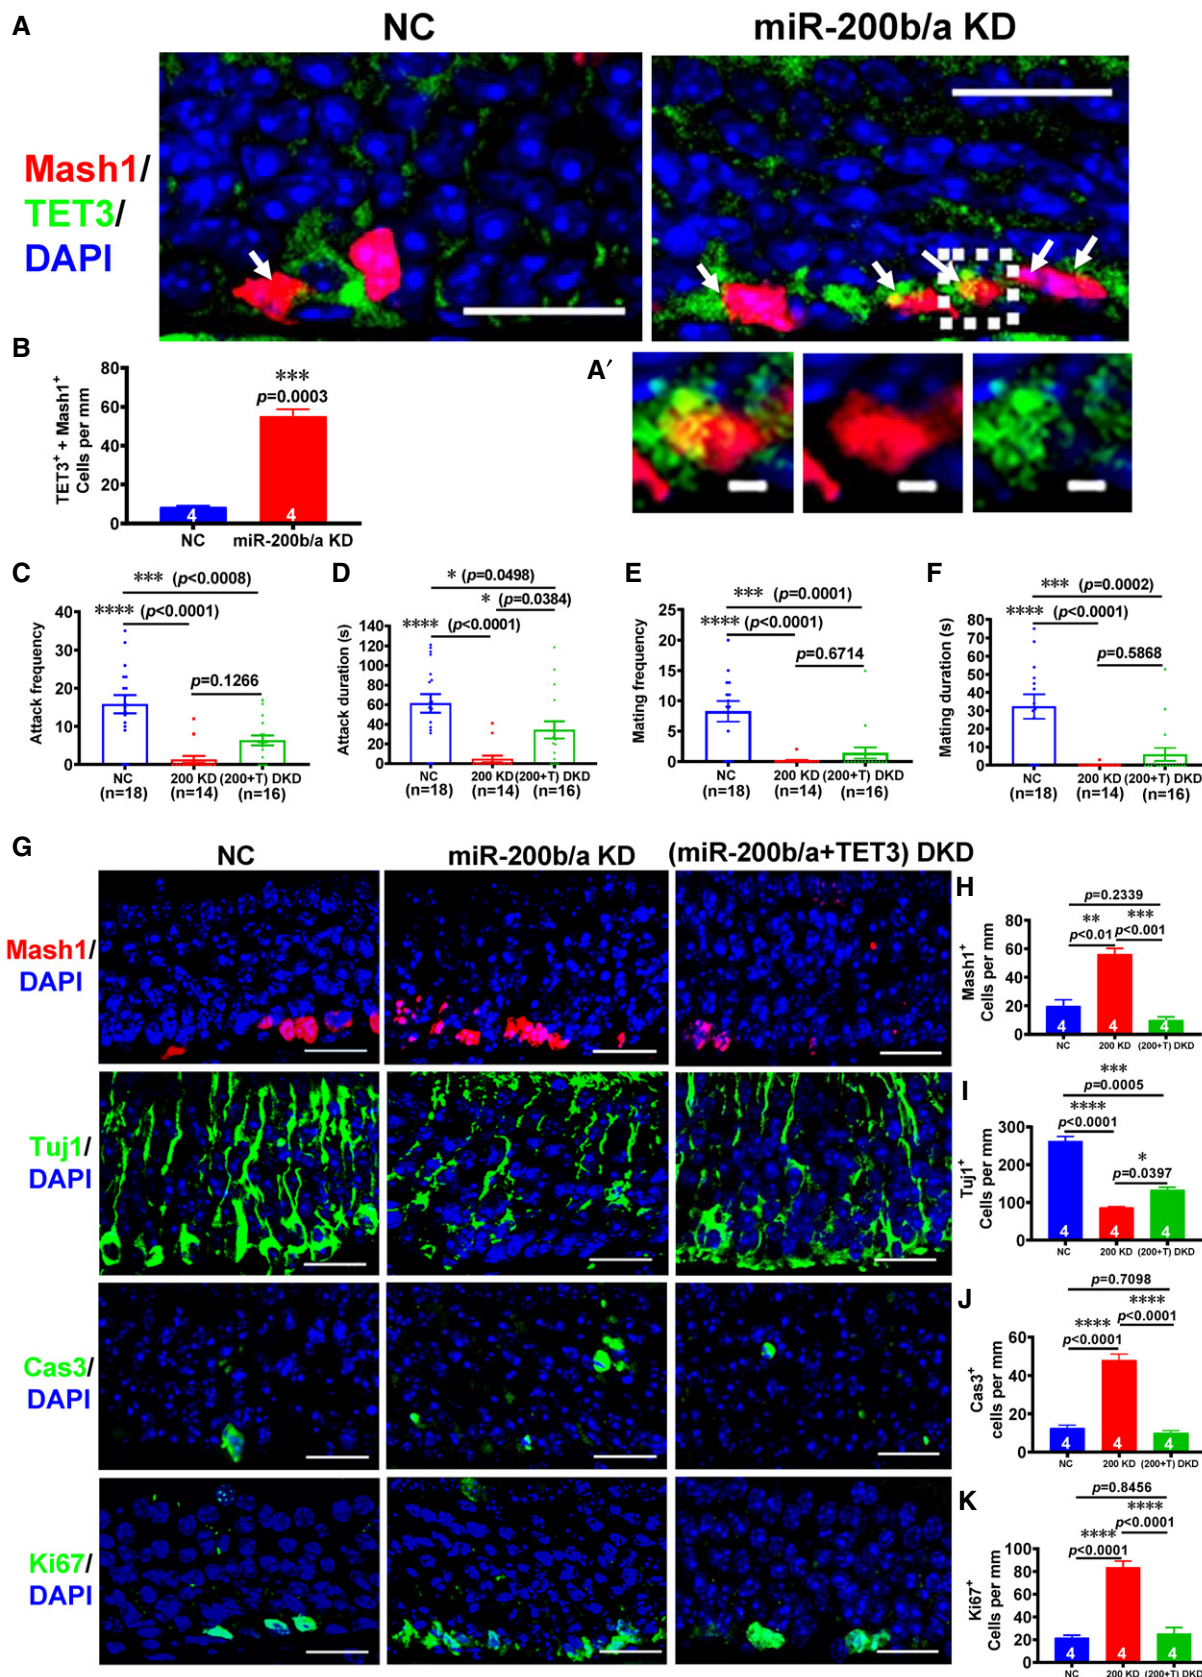 A
NC
miR-200b/a KD
Mash1/
TET3/
DAPI
B
TET3+ + Mash1+
Cells per mm
80
60
40
20
0
***
p=0.0003
4
4
NC
miR-200b/a KD
A′
C
Attack frequency
*** (p<0.0008)
**** (p<0.0001)
p=0.1266
40
30
20
10
0
NC
200 KD
(200+T) DKD
(n=18)
(n=14)
(n=16)
D
Attack duration (s)
* (p=0.0498)
* (p=0.0384)
**** (p<0.0001)
140
120
100
80
60
40
20
0
NC
200 KD
(200+T) DKD
(n=18)
(n=14)
(n=16)
E
Mating frequency
*** (p=0.0001)
**** (p<0.0001)
p=0.6714
25
20
15
10
5
0
NC
200 KD
(200+T) DKD
(n=18)
(n=14)
(n=16)
F
Mating duration (s)
*** (p=0.0002)
**** (p<0.0001)
p=0.5868
80
70
60
50
40
30
20
10
0
NC
200 KD
(200+T) DKD
(n=18)
(n=14)
(n=16)
G
NC
miR-200b/a KD
(miR-200b/a+TET3) DKD
Mash1/
DAPI
Tuj1/
DAPI
Cas3/
DAPI
Ki67/
DAPI
H
Mash1+
Cells per mm
p=0.2339
**
p<0.01
***
p<0.001
80
60
40
20
0
4
4
4
NC
200 KD
(200+T) DKD
I
Tuj1+
Cells per mm
***
p=0.0005
****
p<0.0001
*
p=0.0397
300
200
100
0
4
4
4
NC
200 KD
(200+T) DKD
J
Cas3+
cells per mm
p=0.7098
****
p<0.0001
****
p<0.0001
60
40
20
0
4
4
4
NC
200 KD
(200+T) DKD
K
Ki67+
Cells per mm
p=0.8456
****
p<0.0001
****
p<0.0001
100
80
60
40
20
0
4
4
4
NC
200 KD
(200+T) DKD